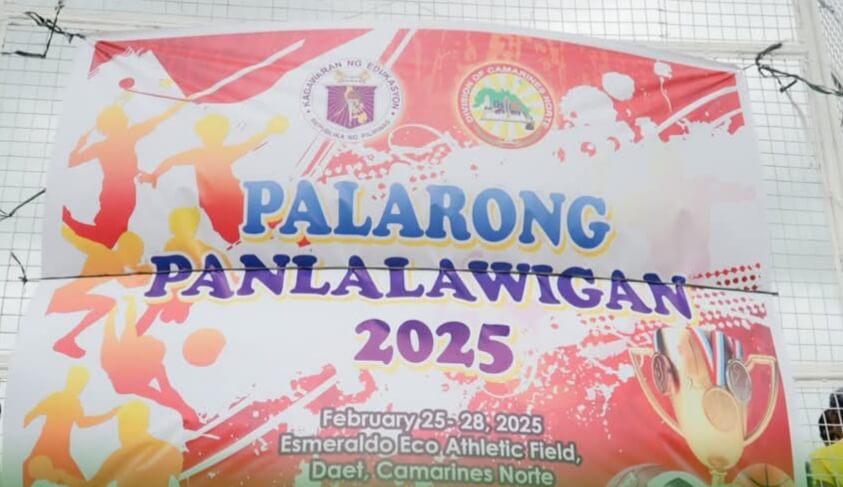 KAGAWARAN NG EDUKASYON
REPUBLIKA NG PILIPINAS
DIVISION OF CAMARINES NORTE
PALARONG
PANLALAWIGAN
2025
February 25-28, 2025
Esmeraldo Eco Athletic Field,
Daet, Camarines Norte